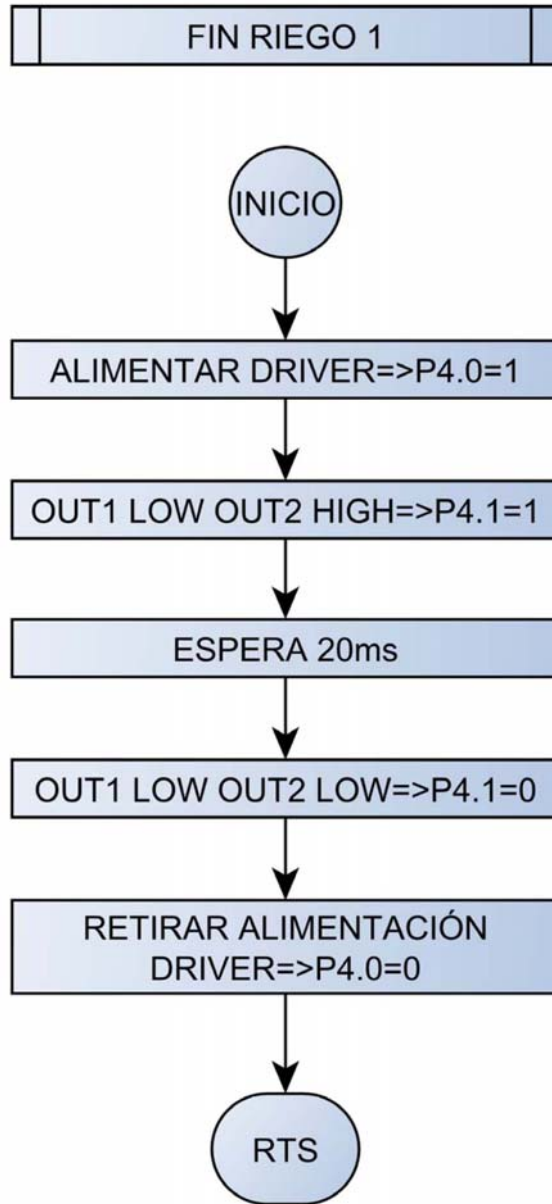 FIN RIEGO 1
INICIO
ALIMENTAR DRIVER=>P4.0=1
OUT1 LOW OUT2 HIGH=>P4.1=1
ESPERA 20ms
OUT1 LOW OUT2 LOW=>P4.1=0
RETIRAR ALIMENTACIÓN
DRIVER=>P4.0=0
RTS